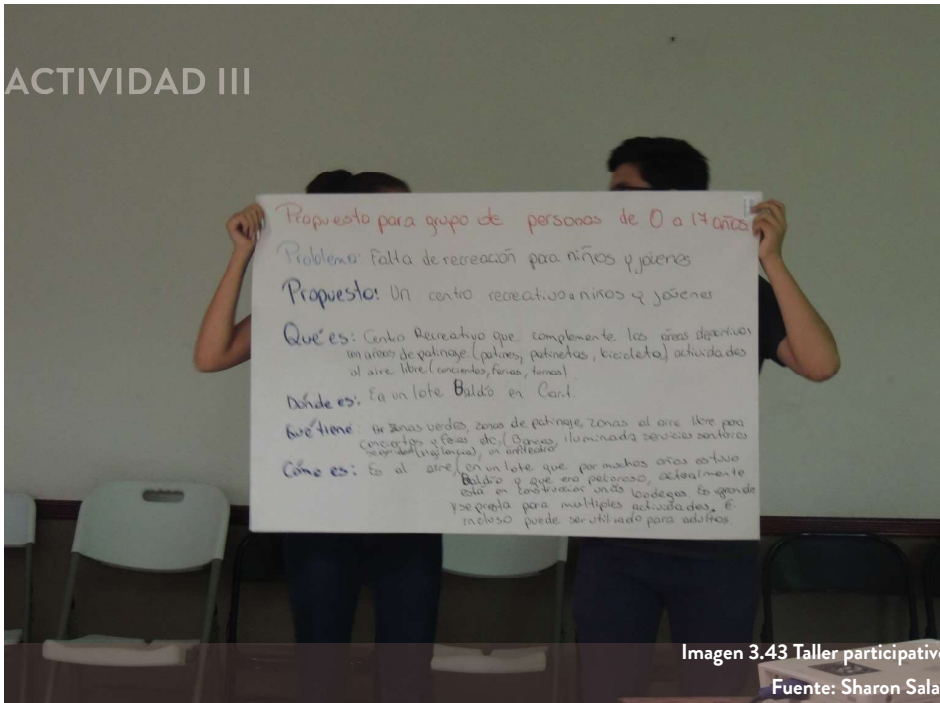 ACTIVIDAD III
Propuesta para grupo de personas de 0 a 17 años.
Problema: Falta de recreación para niños y jóvenes
Propuesta: Un centro recreativo a niños y jóvenes
Qué es: Centro Recreativo que complemente las áreas deportivas
con areas de patinaje (patines, patinetas, bicicleta) actividades
al aire libre (conciertos, ferias, turnos)
Dónde es: En un lote Baldío en
Qué tiene: zonas verdes, zonas de patinaje, zonas al aire libre para
conciertos y ferias etc, (Bancas, iluminada servicios sanitarios
(vigilancia), un anfiteatro
Cómo es: Es al aire, en un lote que por muchos años estuvo
Baldío y que era peligroso, actualmente
está en construcción unas bodegas. Es grande
y se presta para multiples actividades. E
incluso puede ser utilizado para adultos.
Imagen 3.43 Taller participativo
Fuente: Sharon Sala